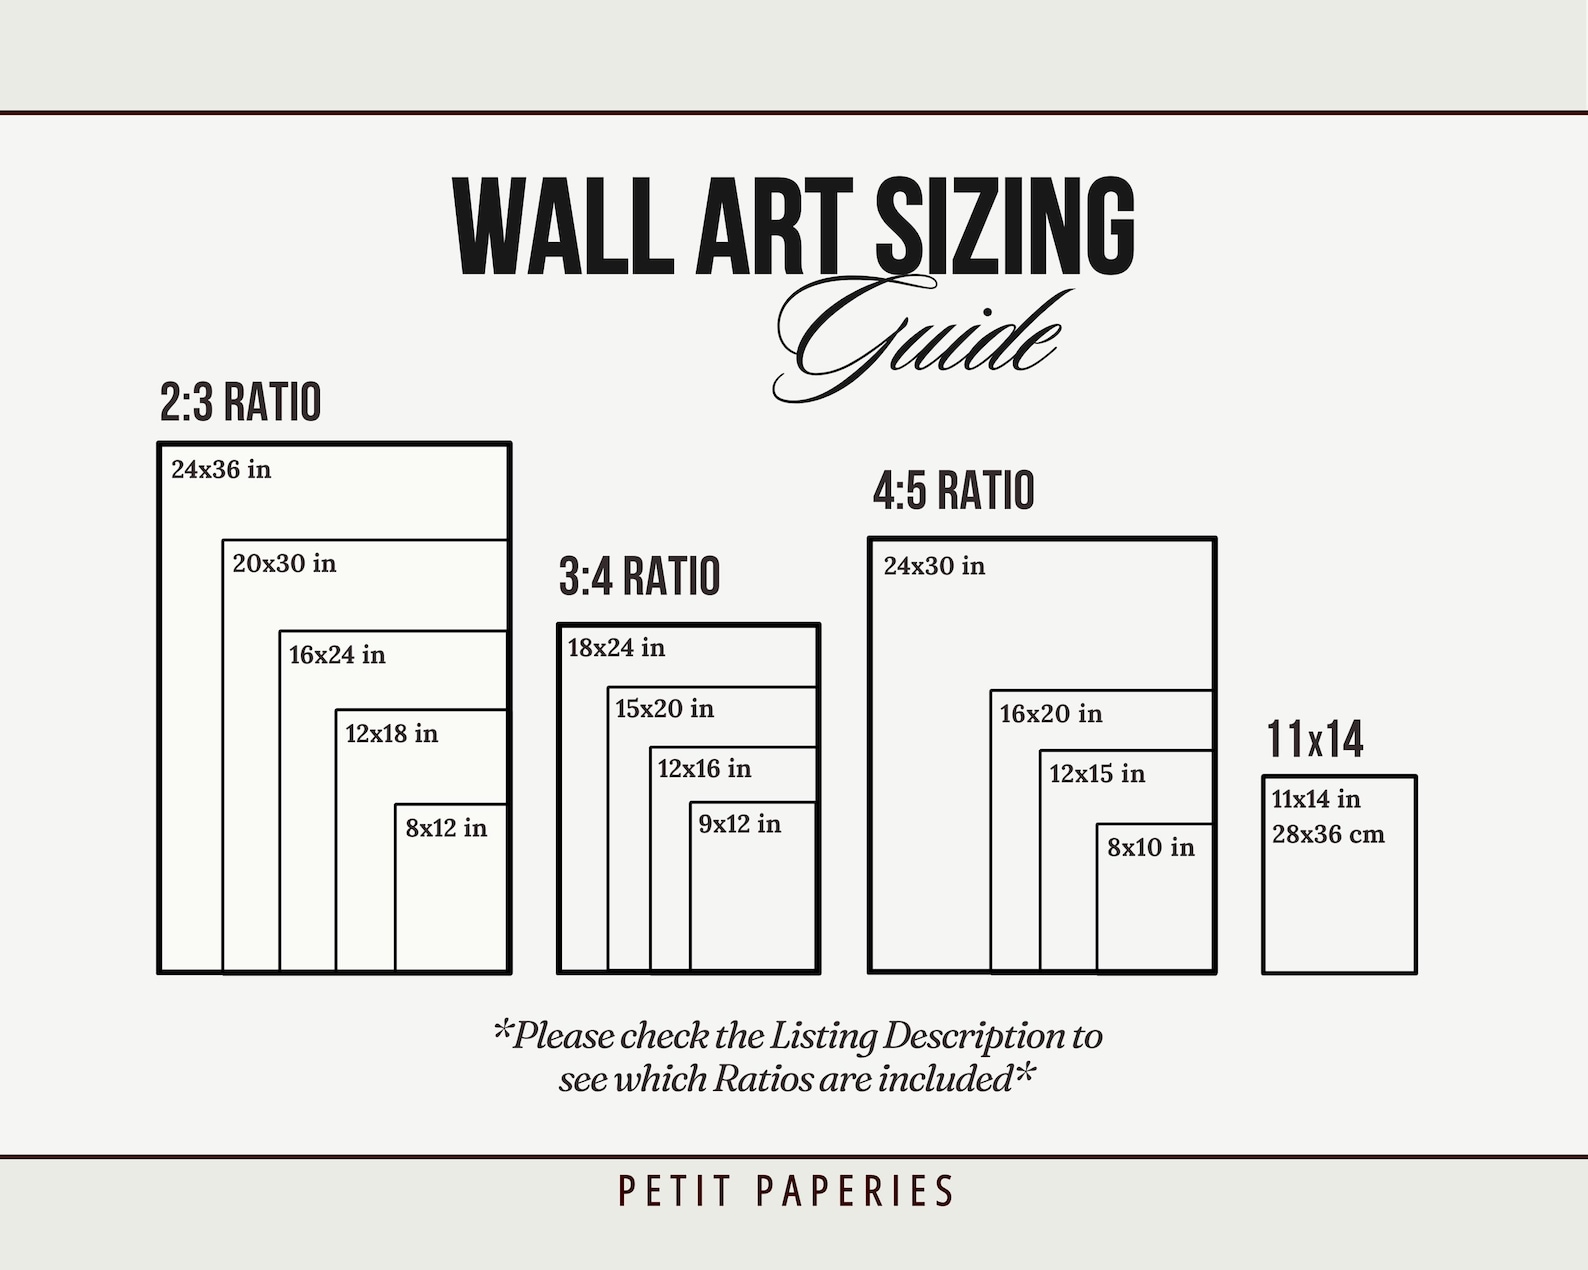 WALL ART SIZING
Guide
2:3 RATIO
24x36 in
20x30 in
16x24 in
12x18 in
8x12 in
3:4 RATIO
18x24 in
15x20 in
12x16 in
9x12 in
4:5 RATIO
24x30 in
16x20 in
12x15 in
8x10 in
11x14
11x14 in
28x36 cm
*Please check the Listing Description to
see which Ratios are included*
PETIT PAPERIES